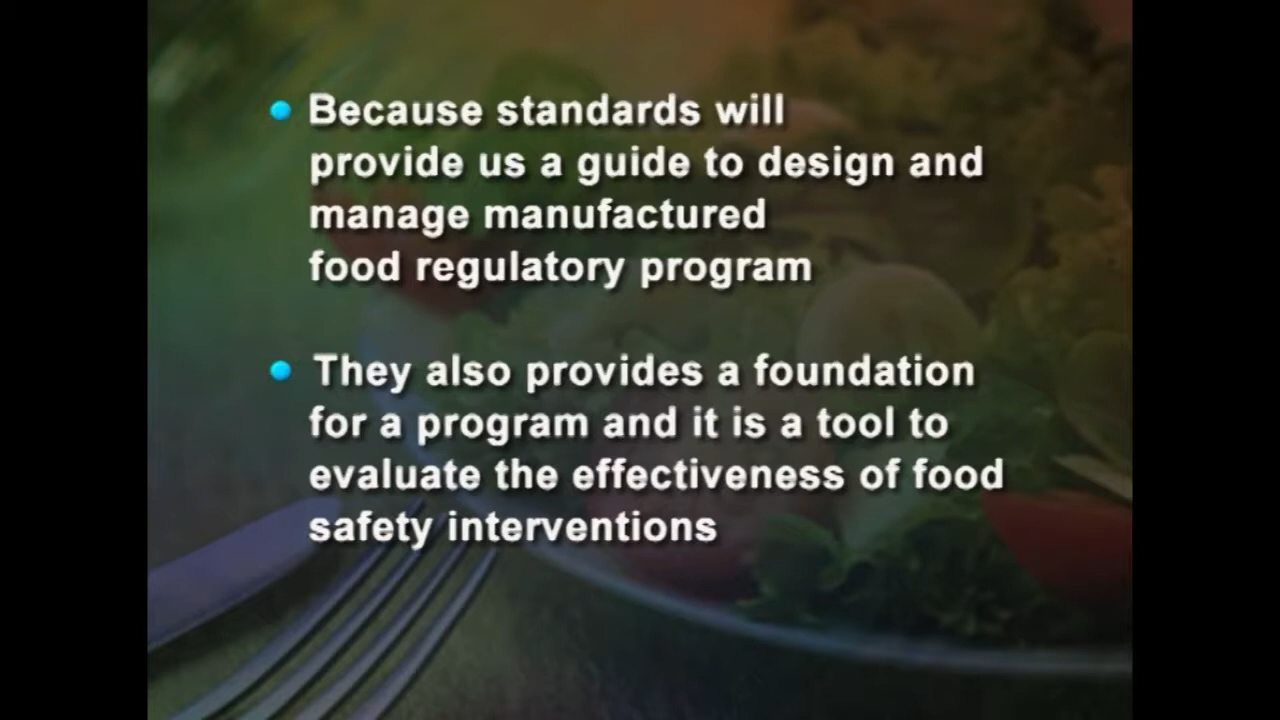 Because standards will
provide us a guide to design and
manage manufactured
food regulatory program
They also provides a foundation
for a program and it is a tool to
evaluate the effectiveness of food
safety interventions